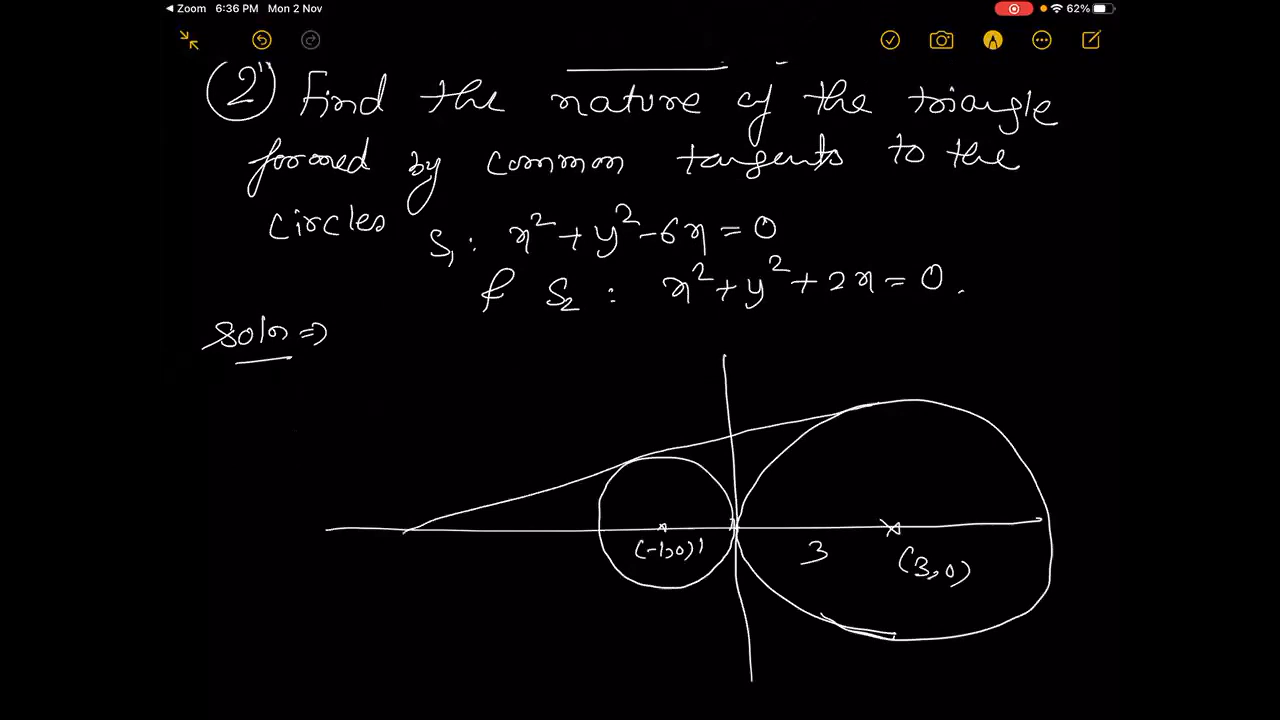 Zoom 6:36 PM Mon 2 Nov 62%
(2) Find the nature of the triangle
formed by common tangents to the
circles S₁ : x²+y²-6x=0
& S₂ : x²+y²+2x=0.
Soln ⇒
(-1,0) 1 3 (3,0)